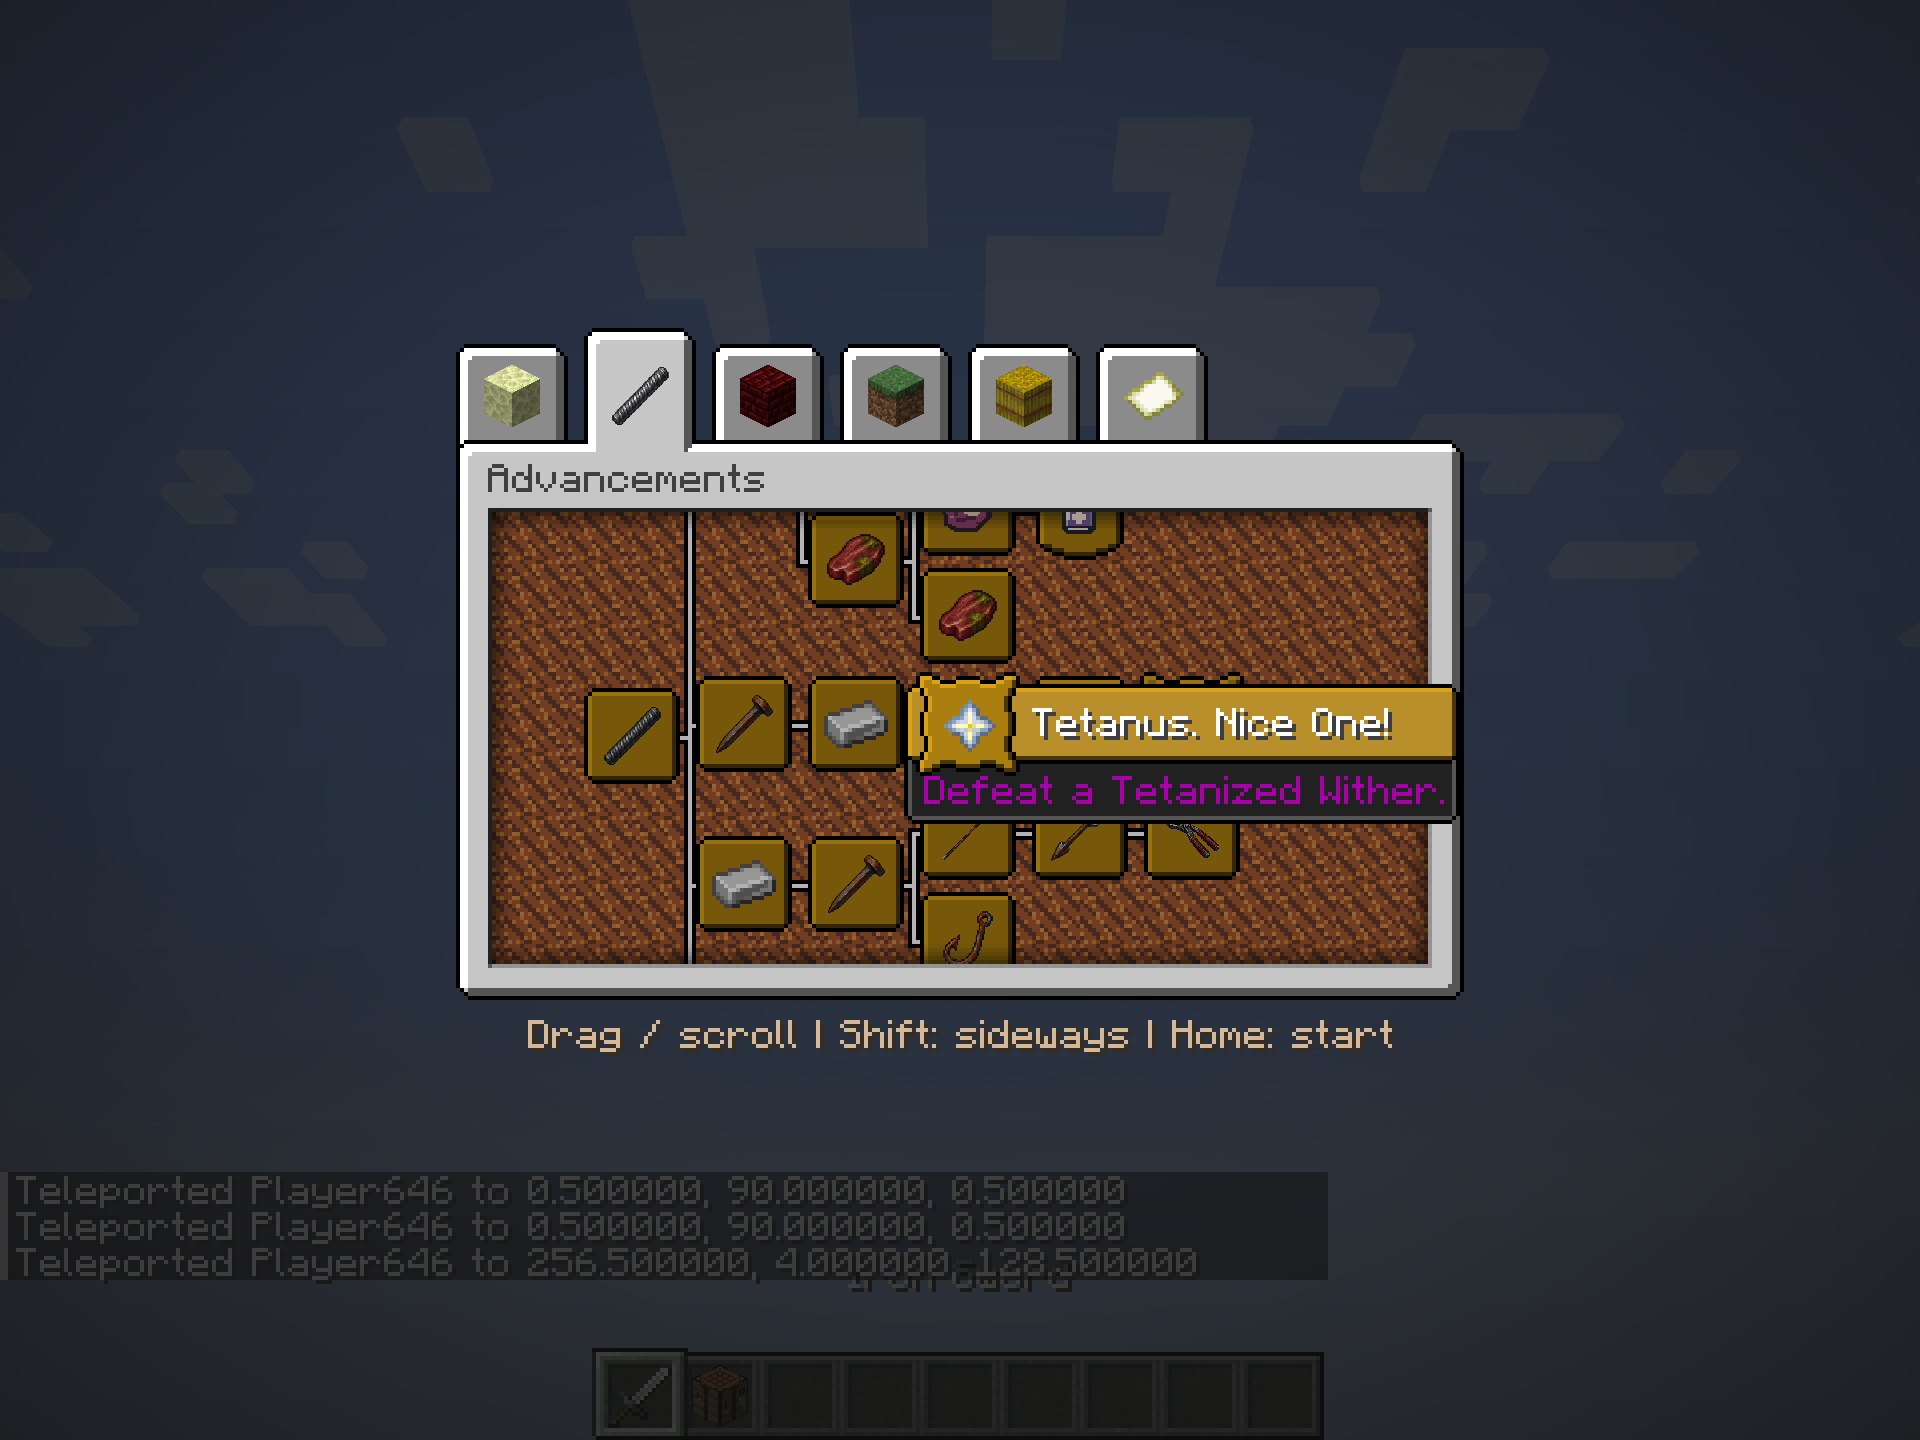 Advancements
Tetanus. Nice One!
Defeat a Tetanized Wither.
Drag / scroll | Shift: sideways | Home: start
Teleported Player646 to 0.500000, 90.000000, 0.500000
Teleported Player646 to 0.500000, 90.000000, 0.500000
Teleported Player646 to 256.500000, 4.000000, -128.500000
Iron Sword